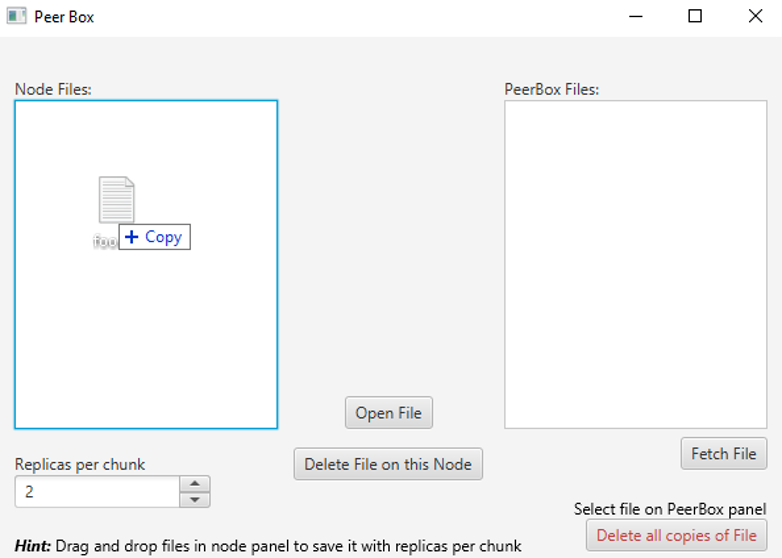 Peer Box
Node Files:
PeerBox Files:
+ Copy
Open File
Fetch File
Delete File on this Node
Replicas per chunk
2
Select file on PeerBox panel
Delete all copies of File
Hint: Drag and drop files in node panel to save it with replicas per chunk